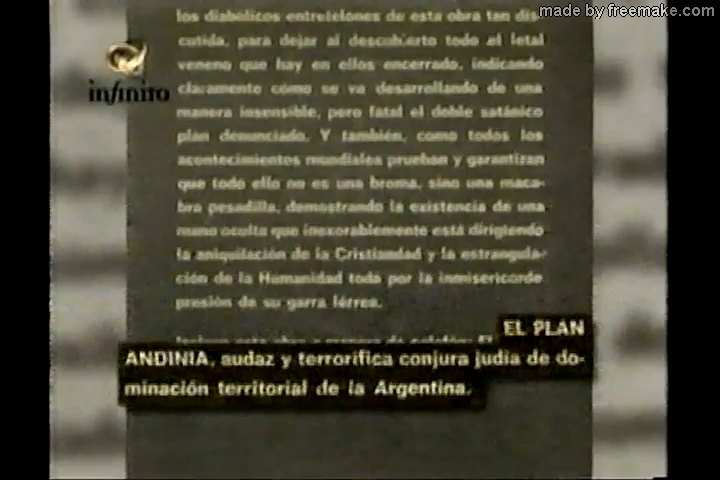 made by freemake.com
infinito
los diabólicos entretelones de esta obra tan dis-
cutida, para dejar al descubierto todo el letal
veneno que hay en ellos encerrado, indicando
claramente cómo se va desarrollando de una
manera insensible, pero fatal el doble satánico
plan denunciado. Y también, como todos los
acontecimientos mundiales prueban y garantizan
que todo ello no es una broma, sino una maca-
bra pesadilla, demostrando la existencia de una
mano oculta que inexorablemente está dirigiendo
la aniquilación de la Cristiandad y la estrangula-
ción de la Humanidad toda por la inmisericorde
presión de su garra férrea.
EL PLAN
ANDINIA, audaz y terrorífica conjura judía de do-
minación territorial de la Argentina.